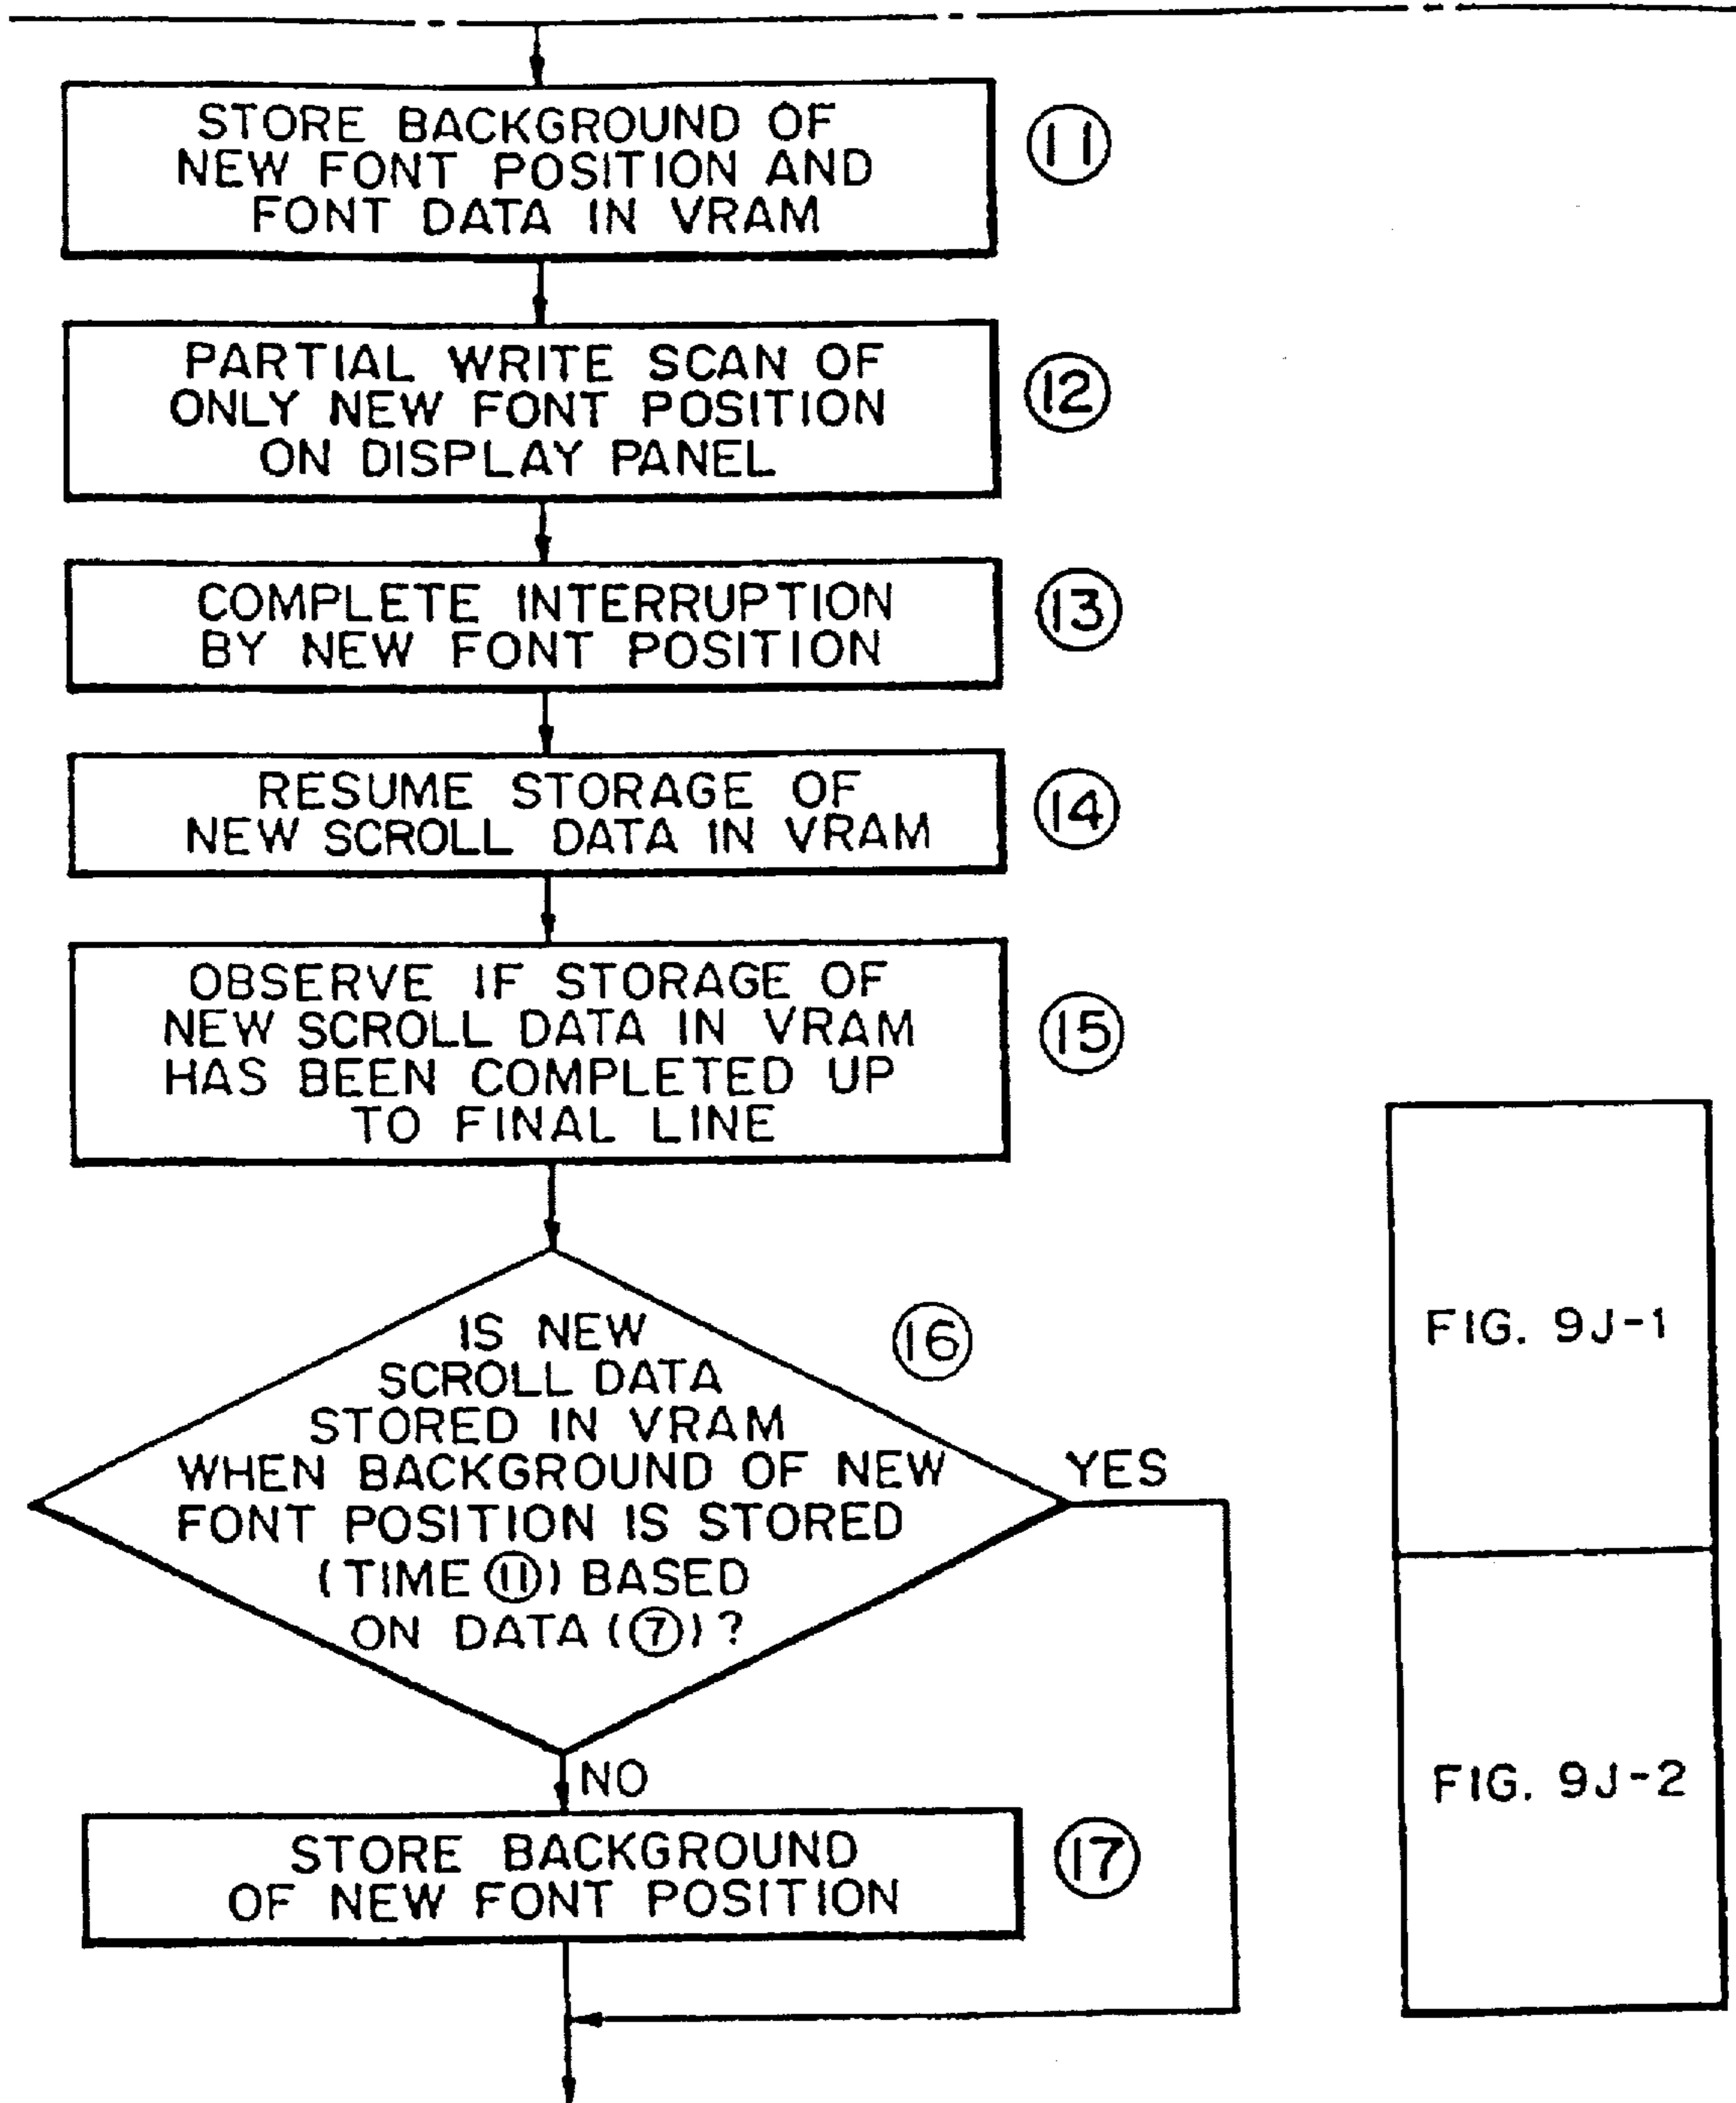 STORE BACKGROUND OF
NEW FONT POSITION AND
FONT DATA IN VRAM
⑪
PARTIAL WRITE SCAN OF
ONLY NEW FONT POSITION
ON DISPLAY PANEL
⑫
COMPLETE INTERRUPTION
BY NEW FONT POSITION
⑬
RESUME STORAGE OF
NEW SCROLL DATA IN VRAM
⑭
OBSERVE IF STORAGE OF
NEW SCROLL DATA IN VRAM
HAS BEEN COMPLETED UP
TO FINAL LINE
⑮
IS NEW
SCROLL DATA
STORED IN VRAM
WHEN BACKGROUND OF NEW
FONT POSITION IS STORED
(TIME ⑪) BASED
ON DATA (⑦)?
⑯
YES
NO
STORE BACKGROUND
OF NEW FONT POSITION
⑰
FIG. 9J-1
FIG. 9J-2